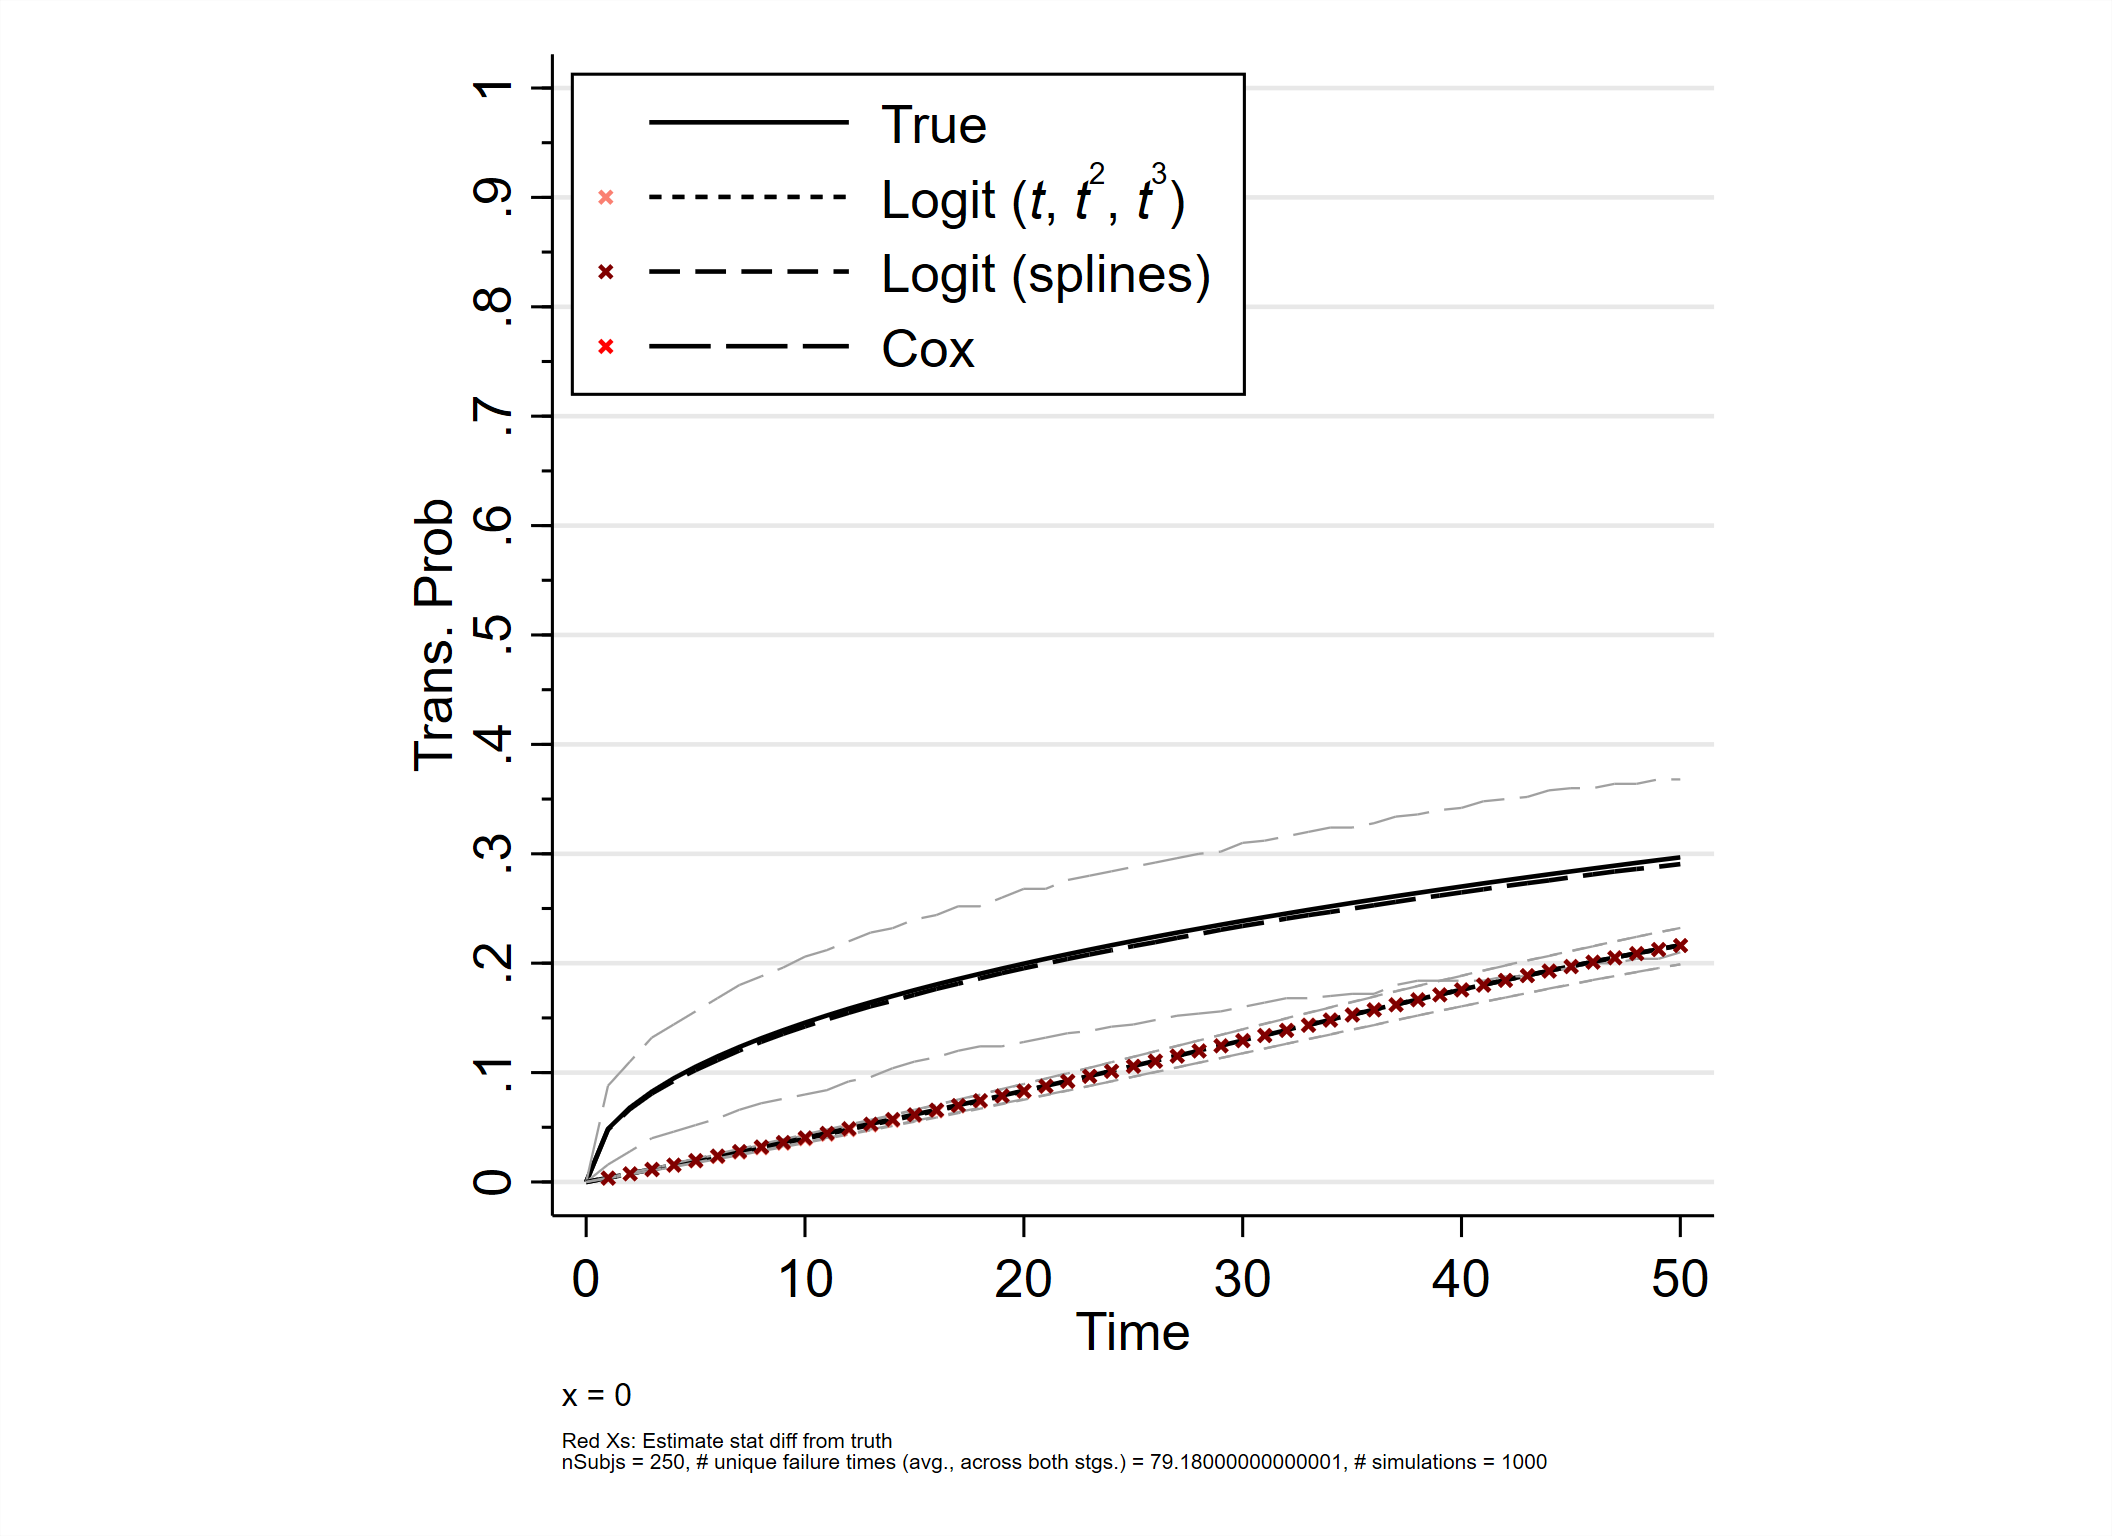 True
Logit (t, t², t³)
Logit (splines)
Cox
Trans. Prob
1
.9
.8
.7
.6
.5
.4
.3
.2
.1
0
0 10 20 30 40 50
Time
x = 0
Red Xs: Estimate stat diff from truth
nSubjs = 250, # unique failure times (avg., across both stgs.) = 79.18000000000001, # simulations = 1000